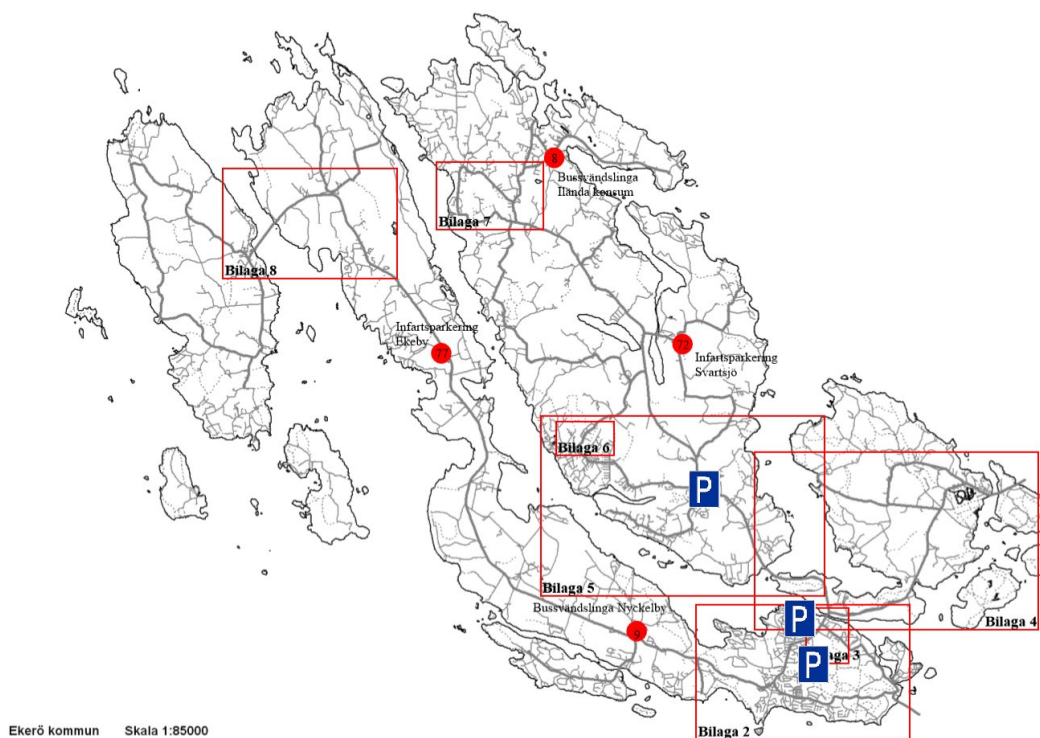 8
Bussvändslinga
Ilända konsum
Bilaga 7
Bilaga 8
Infartsparkering
Ekeby
77
72
Infartsparkering
Svartsjö
Bilaga 6
P
Bilaga 5
Bussvändslinga Nyckelby
9
P
Bilaga 4
P
aga 3
Bilaga 2
Ekerö kommun Skala 1:85000